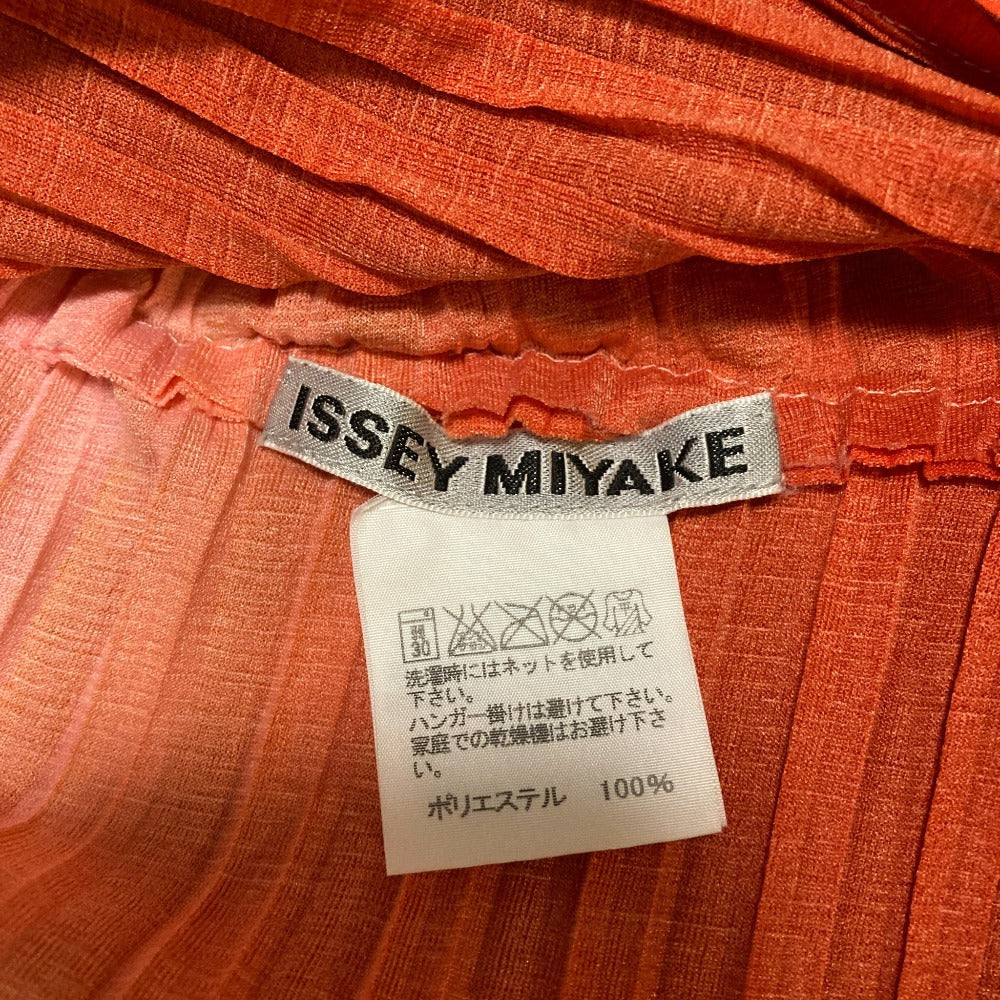 ISSEY MIYAKE
弱
30
洗濯時にはネットを使用して
下さい。
ハンガー掛けは避けて下さい
家庭での乾燥機はお避け下さ
い。
ポリエステル 100%